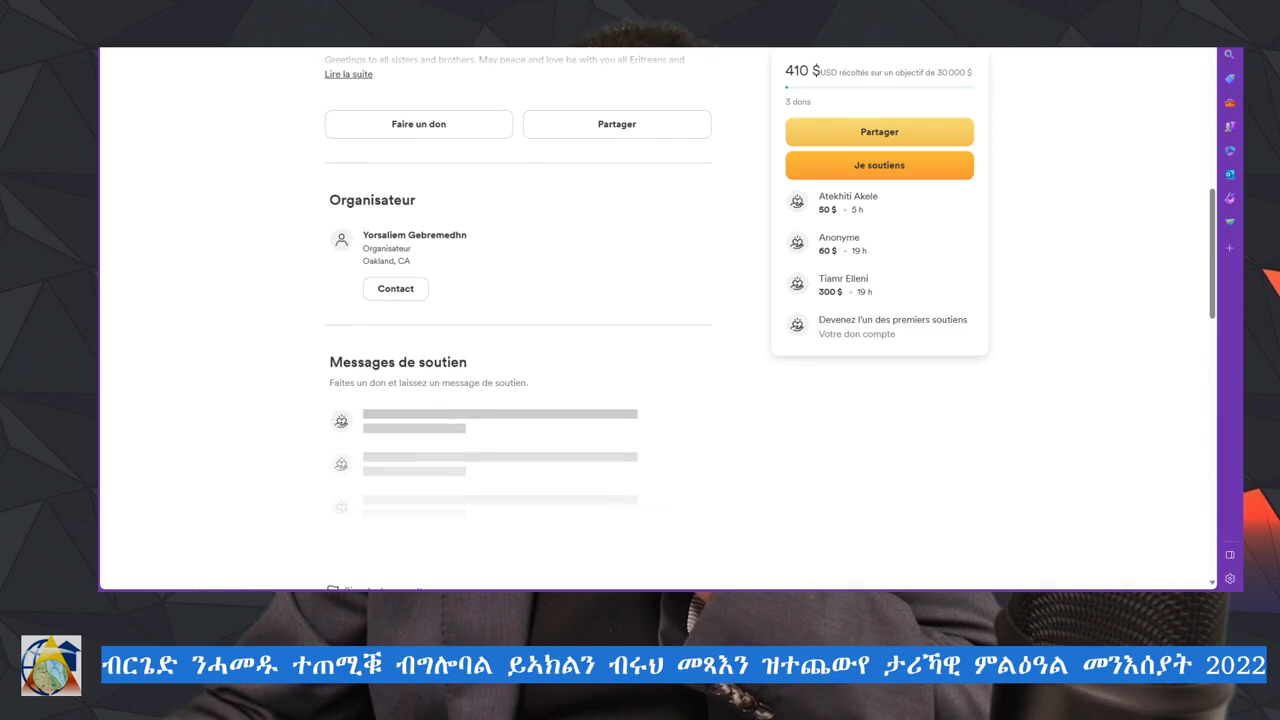 Greetings to all sisters and brothers. May peace and love be with you all Eritreans and
Lire la suite
Faire un don
Partager
Organisateur
Yorsaliem Gebremedhn
Organisateur
Oakland, CA
Contact
Messages de soutien
Faites un don et laissez un message de soutien.
410 $USD récoltés sur un objectif de 30 000 $
3 dons
Partager
Je soutiens
Atekhiti Akele
50 $ • 5 h
Anonyme
60 $ • 19 h
Tiamr Elleni
300 $ • 19 h
Devenez l'un des premiers soutiens
Votre don compte
ብርጌድ ንሓመዱ ተጠሚቑ ብግሎባል ይኣክልን ብሩህ መጻእን ዝተጨውየ ታሪኻዊ ምልዕዓል መንእሰያት 2022